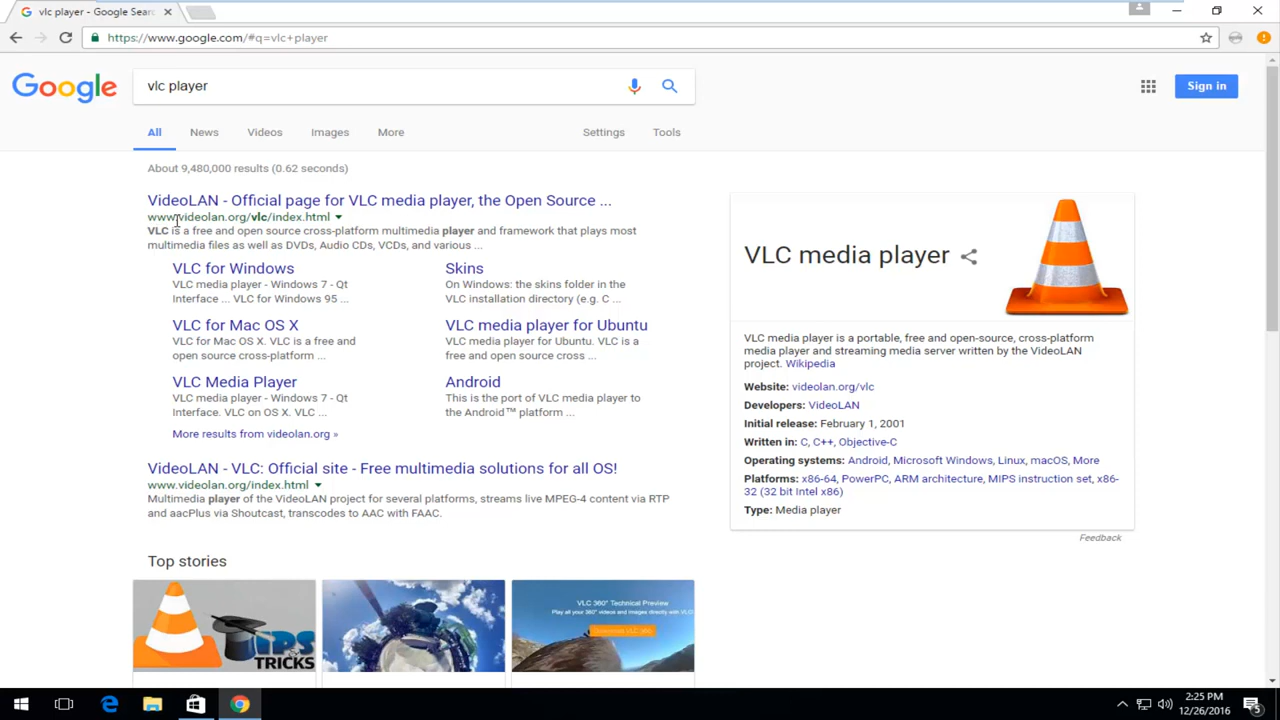 vlc player - Google Sear
https://www.google.com/#q=vlc+player
Google
vlc player
Sign in
All
News
Videos
Images
More
Settings
Tools
About 9,480,000 results (0.62 seconds)
VideoLAN - Official page for VLC media player, the Open Source ...
www.videolan.org/vlc/index.html
VLC is a free and open source cross-platform multimedia player and framework that plays most
multimedia files as well as DVDs, Audio CDs, VCDs, and various ...
VLC for Windows
VLC media player - Windows 7 - Qt
Interface ... VLC for Windows 95 ...
Skins
On Windows: the skins folder in the
VLC installation directory (e.g. C ...
VLC for Mac OS X
VLC for Mac OS X. VLC is a free and
open source cross-platform ...
VLC media player for Ubuntu
VLC media player for Ubuntu. VLC is a
free and open source cross ...
VLC Media Player
VLC media player - Windows 7 - Qt
Interface. VLC on OS X. VLC ...
Android
This is the port of VLC media player to
the Android™ platform ...
More results from videolan.org »
VideoLAN - VLC: Official site - Free multimedia solutions for all OS!
www.videolan.org/index.html
Multimedia player of the VideoLAN project for several platforms, streams live MPEG-4 content via RTP
and aacPlus via Shoutcast, transcodes to AAC with FAAC.
Top stories
TIPS
TRICKS
VLC 360° Technical Preview
Play all your 360° videos and images directly with VLC
Download VLC 360
VLC media player
VLC media player is a portable, free and open-source, cross-platform
media player and streaming media server written by the VideoLAN
project. Wikipedia
Website: videolan.org/vlc
Developers: VideoLAN
Initial release: February 1, 2001
Written in: C, C++, Objective-C
Operating systems: Android, Microsoft Windows, Linux, macOS, More
Platforms: x86-64, PowerPC, ARM architecture, MIPS instruction set, x86-
32 (32 bit Intel x86)
Type: Media player
Feedback
2:25 PM
12/26/2016
5